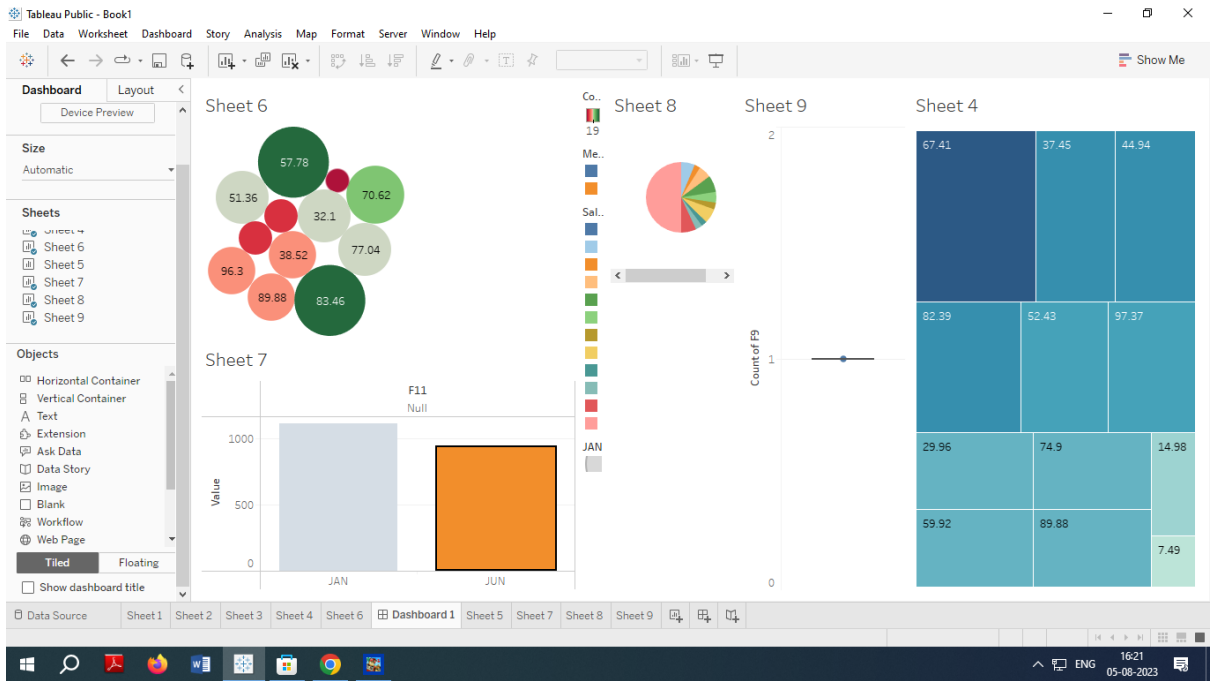 Tableau Public - Book1
File Data Worksheet Dashboard Story Analysis Map Format Server Window Help
Show Me
Dashboard Layout
Device Preview
Size
Automatic
Sheets
Sheet 6
Sheet 5
Sheet 7
Sheet 8
Sheet 9
Objects
Horizontal Container
Vertical Container
Text
Extension
Ask Data
Data Story
Image
Blank
Workflow
Web Page
Tiled Floating
Show dashboard title
Sheet 6
57.78
51.36
70.62
32.1
77.04
38.52
96.3
89.88
83.46
Sheet 7
F11
Null
Value
1000
500
0
JAN JUN
Co..
19
Me..
Sal..
JAN
Sheet 8
Sheet 9
2
1
0
Count of F9
Sheet 4
67.41 37.45 44.94
82.39 52.43 97.37
29.96 74.9 14.98
59.92 89.88
7.49
Data Source Sheet 1 Sheet 2 Sheet 3 Sheet 4 Sheet 6 Dashboard 1 Sheet 5 Sheet 7 Sheet 8 Sheet 9
ENG
16:21
05-08-2023